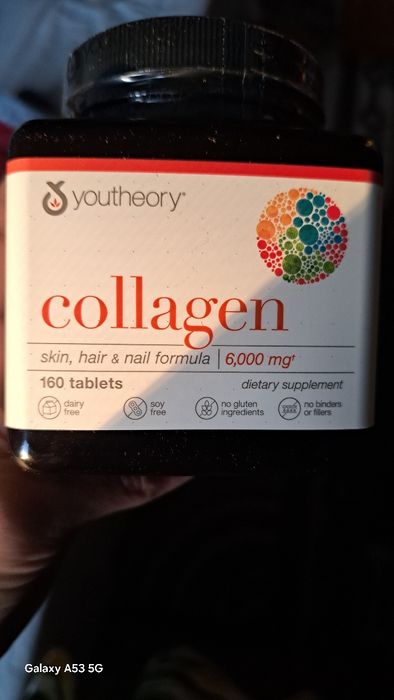 youtheory®
collagen
skin, hair & nail formula | 6,000 mg†
160 tablets
dietary supplement
dairy
free
soy
free
no gluten
ingredients
no binders
or fillers
Galaxy A53 5G